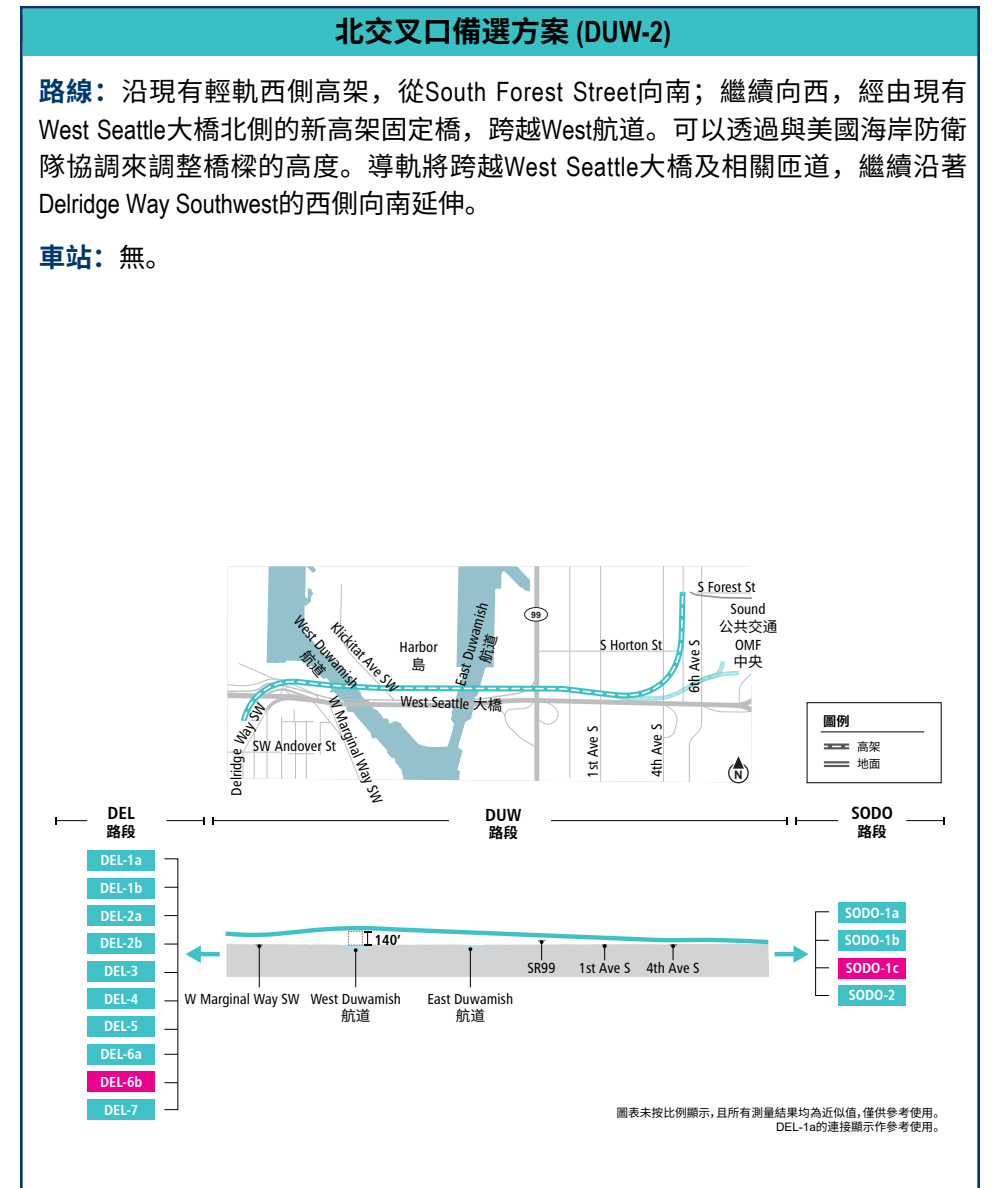 北交叉口備選方案 (DUW-2)
路線：沿現有輕軌西側高架，從South Forest Street向南；繼續向西，經由現有
West Seattle大橋北側的新高架固定橋，跨越West航道。可以透過與美國海岸防衛
隊協調來調整橋樑的高度。導軌將跨越West Seattle大橋及相關匝道，繼續沿著
Delridge Way Southwest的西側向南延伸。
車站：無。
S Forest St
Sound
公共交通
OMF
中央
99
West Duwamish
航道
Klickitat Ave SW
Harbor
島
East Duwamish
航道
S Horton St
6th Ave S
West Seattle 大橋
Delridge Way SW
SW Andover St
W Marginal Way SW
1st Ave S
4th Ave S
N
圖例
高架
地面
DEL
路段
DUW
路段
SODO
路段
DEL-1a
DEL-1b
DEL-2a
DEL-2b
DEL-3
DEL-4
DEL-5
DEL-6a
DEL-6b
DEL-7
140’
W Marginal Way SW
West Duwamish
航道
East Duwamish
航道
SR99
1st Ave S
4th Ave S
SODO-1a
SODO-1b
SODO-1c
SODO-2
圖表未按比例顯示，且所有測量結果均為近似值，僅供參考使用。
DEL-1a的連接顯示作參考使用。